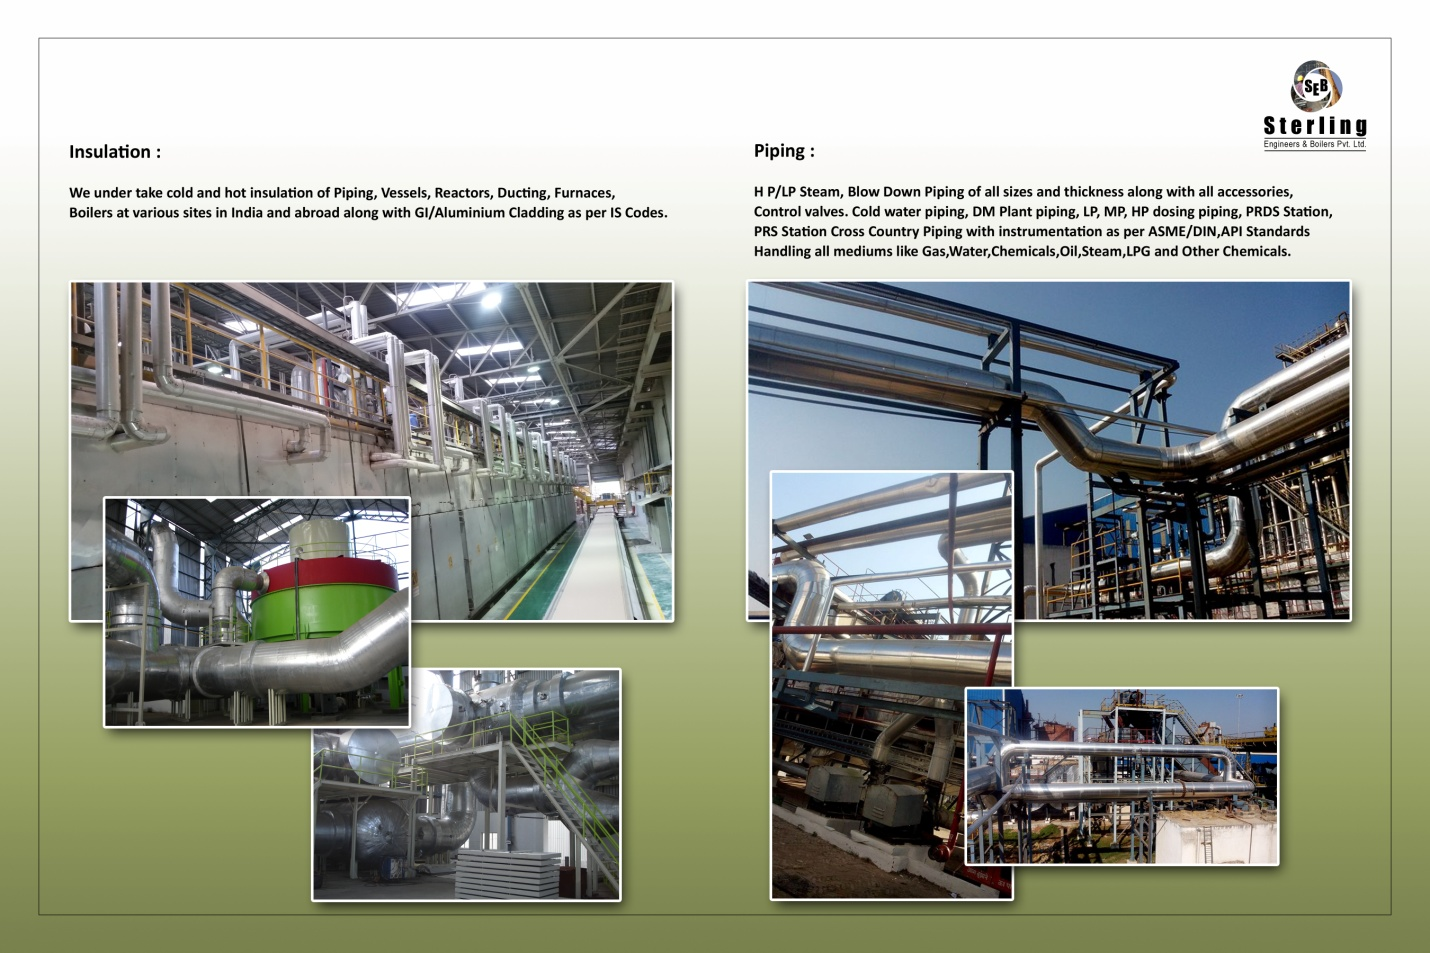 SEB
Sterling
Engineers & Boilers Pvt. Ltd.
Insulation :
We under take cold and hot insulation of Piping, Vessels, Reactors, Ducting, Furnaces,
Boilers at various sites in India and abroad along with GI/Aluminium Cladding as per IS Codes.
Piping :
H P/LP Steam, Blow Down Piping of all sizes and thickness along with all accessories,
Control valves. Cold water piping, DM Plant piping, LP, MP, HP dosing piping, PRDS Station,
PRS Station Cross Country Piping with instrumentation as per ASME/DIN,API Standards
Handling all mediums like Gas,Water,Chemicals,Oil,Steam,LPG and Other Chemicals.